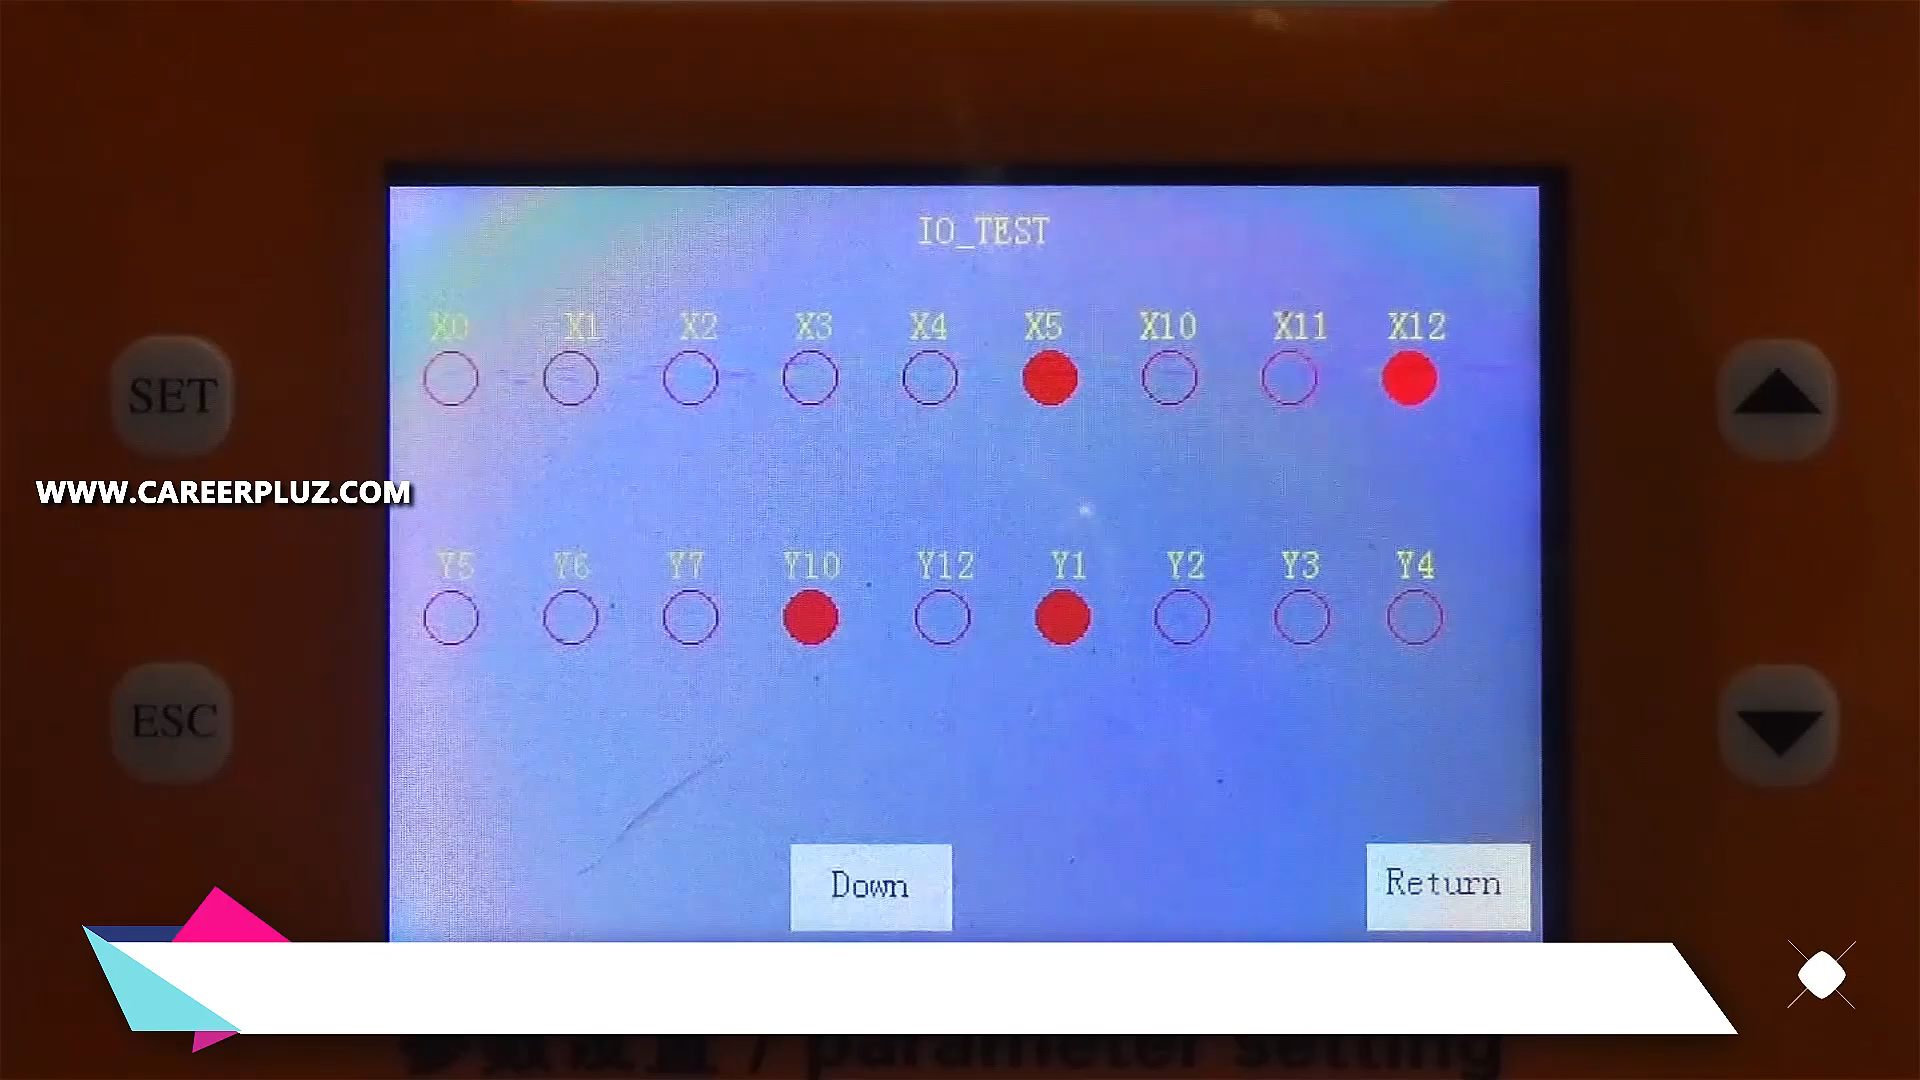 IO_TEST
X0 X1 X2 X3 X4 X5 X10 X11 X12
SET
WWW.CAREERPLUZ.COM
Y5 Y6 Y7 Y10 Y12 Y1 Y2 Y3 Y4
ESC
Down
Return
/ parameter setting